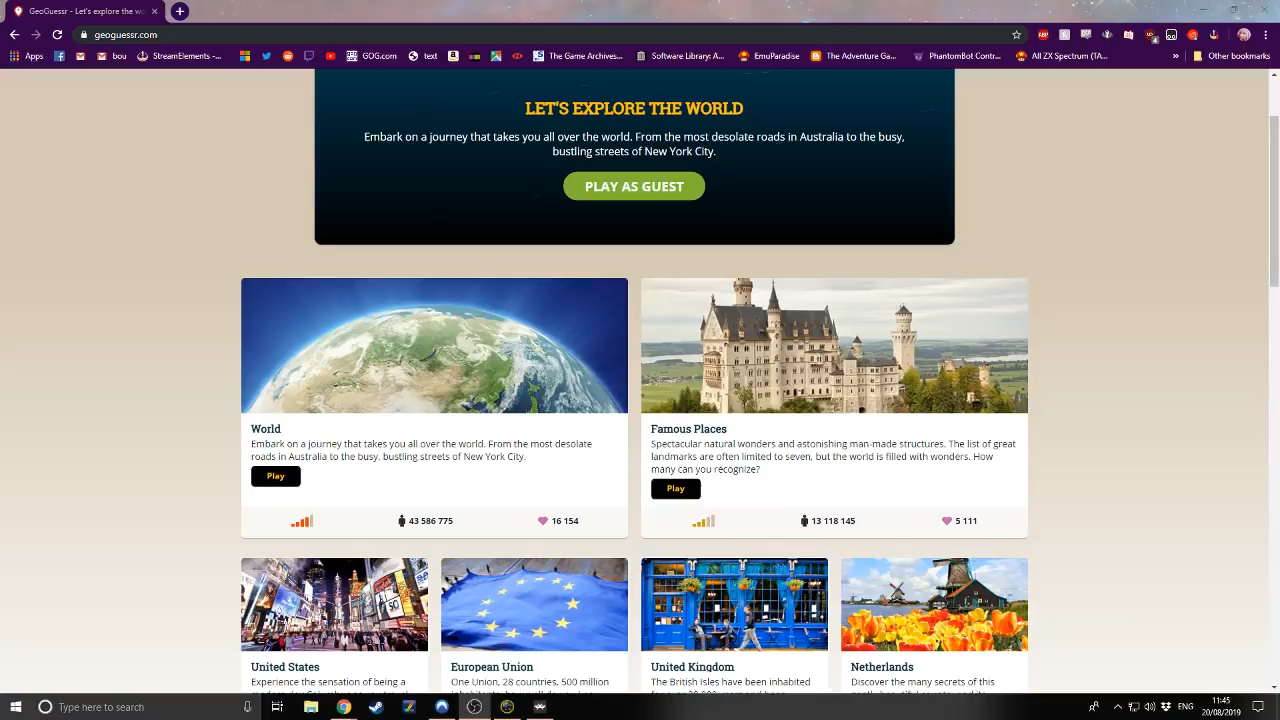 GeoGuessr - Let's explore the w
geoguessr.com
Apps
mail
bou
StreamElements -...
GOG.com
text
The Game Archives...
Software Library: A...
EmuParadise
The Adventure Ga...
PhantomBot Contr...
All ZX Spectrum (TA...
Other bookmarks
LET'S EXPLORE THE WORLD
Embark on a journey that takes you all over the world. From the most desolate roads in Australia to the busy,
bustling streets of New York City.
PLAY AS GUEST
World
Embark on a journey that takes you all over the world. From the most desolate
roads in Australia to the busy, bustling streets of New York City.
Play
43 586 775
16 154
Famous Places
Spectacular natural wonders and astonishing man-made structures. The list of great
landmarks are often limited to seven, but the world is filled with wonders. How
many can you recognize?
Play
13 118 145
5 111
United States
Experience the sensation of being a
European Union
One Union, 28 countries, 500 million
United Kingdom
The British Isles have been inhabited
Netherlands
Discover the many secrets of this
Type here to search
ENG
11:45
20/08/2019